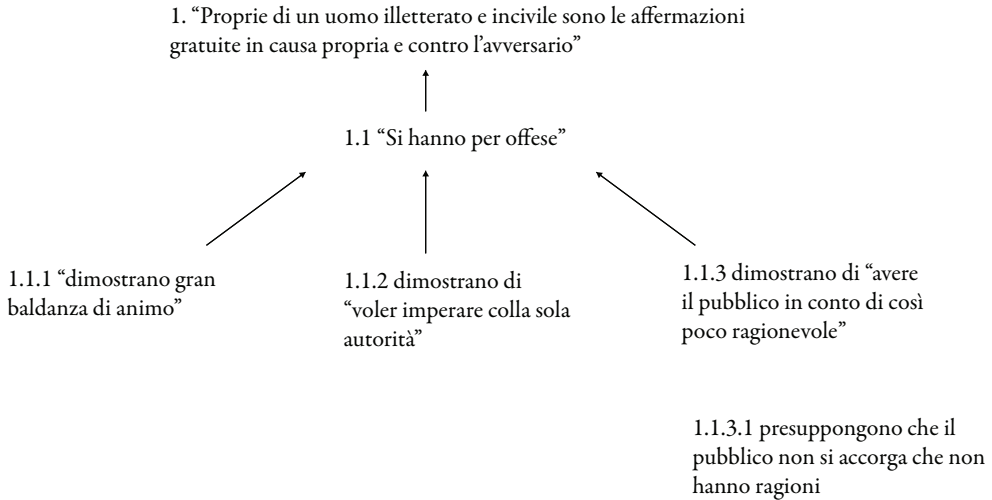 1. “Proprie di un uomo illetterato e incivile sono le affermazioni
gratuite in causa propria e contro l’avversario”
1.1 “Si hanno per offese”
1.1.1 “dimostrano gran
baldanza di animo”
1.1.2 dimostrano di
“voler imperare colla sola
autorità”
1.1.3 dimostrano di “avere
il pubblico in conto di così
poco ragionevole”
1.1.3.1 presuppongono che il
pubblico non si accorga che non
hanno ragioni